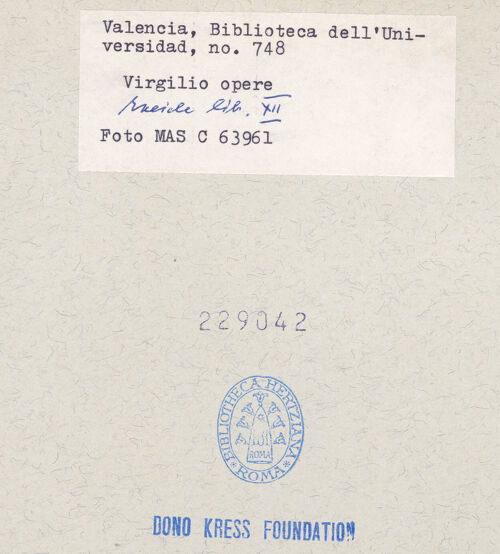 Valencia, Biblioteca dell'Uni-
versidad, no. 748
Virgilio opere
Eneide lib. XII
Foto MAS C 63961
229042
BIBLIOTHECA HERTZIANA
ROMA
ROMA
DONO KRESS FOUNDATION